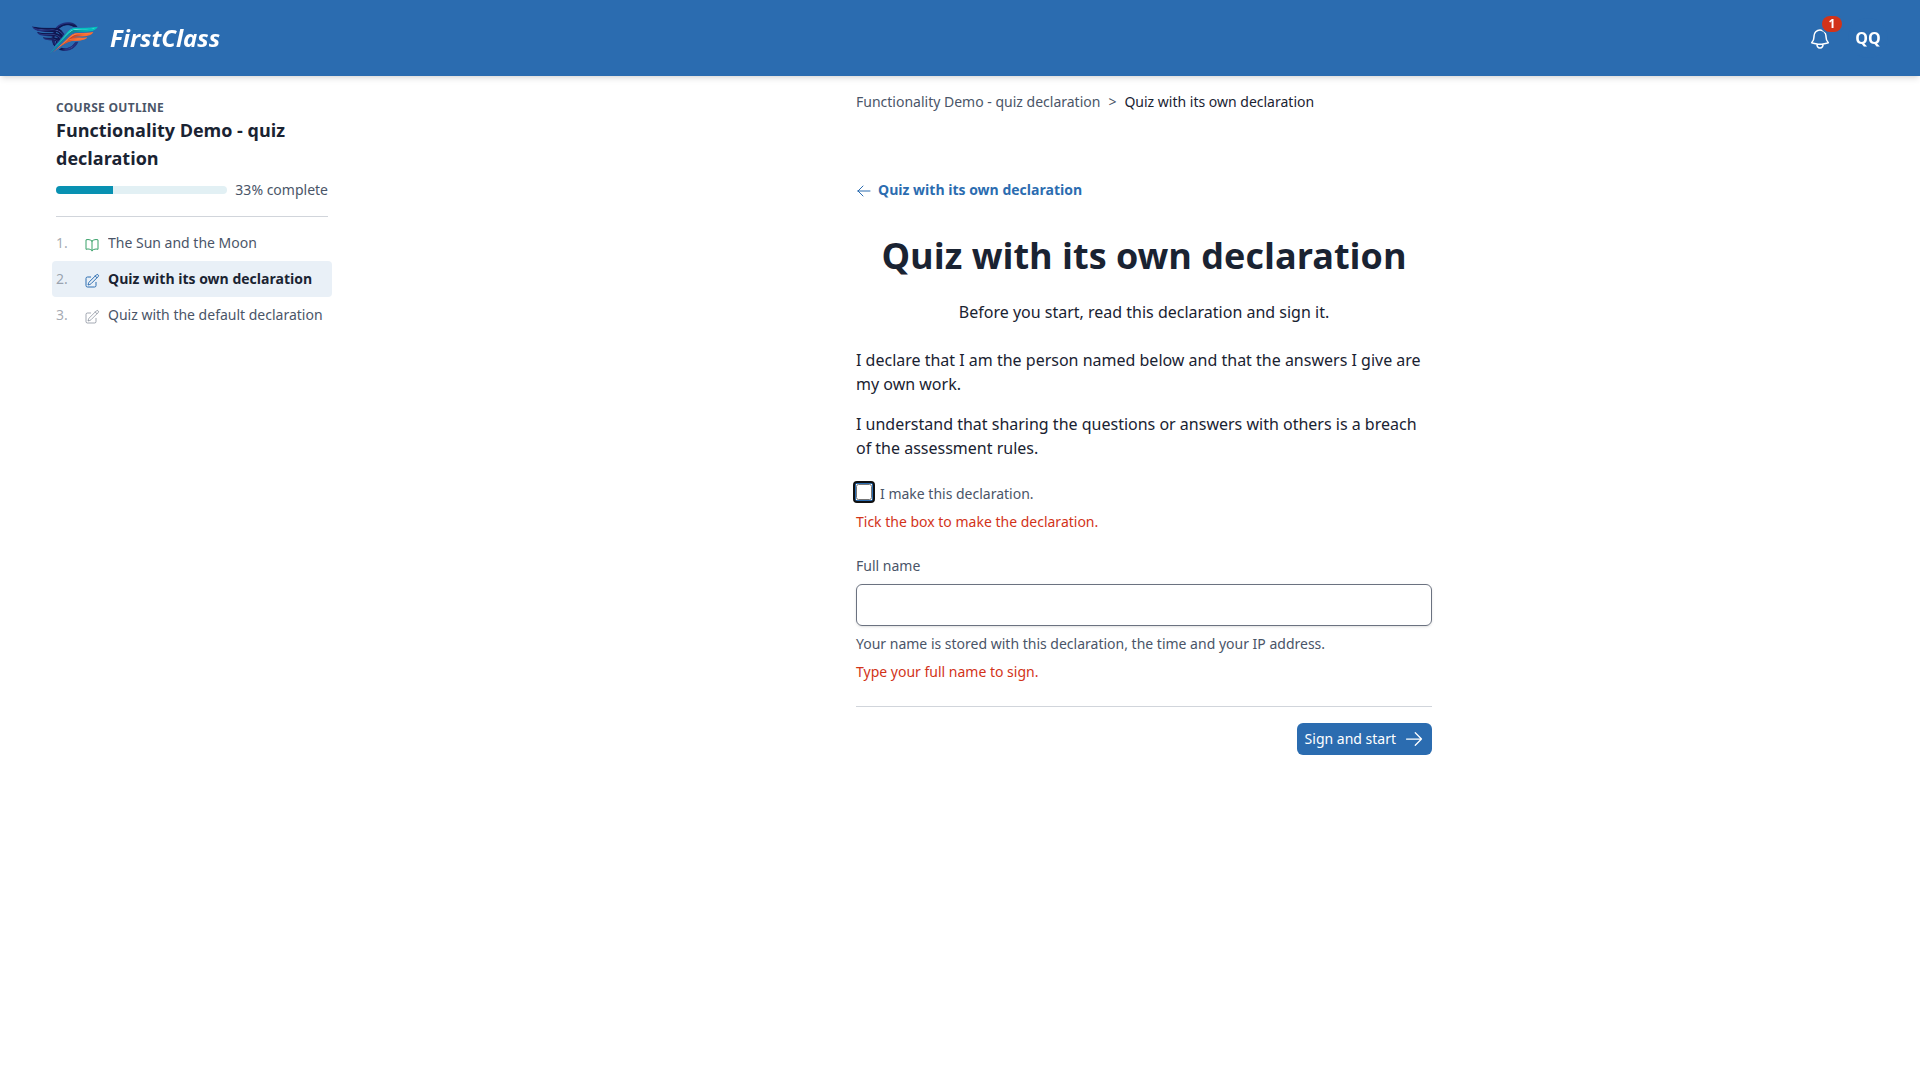 FirstClass
1
QQ
COURSE OUTLINE
Functionality Demo - quiz
declaration
33% complete
1. The Sun and the Moon
2. Quiz with its own declaration
3. Quiz with the default declaration
Functionality Demo - quiz declaration > Quiz with its own declaration
← Quiz with its own declaration
Quiz with its own declaration
Before you start, read this declaration and sign it.
I declare that I am the person named below and that the answers I give are
my own work.
I understand that sharing the questions or answers with others is a breach
of the assessment rules.
I make this declaration.
Tick the box to make the declaration.
Full name
Your name is stored with this declaration, the time and your IP address.
Type your full name to sign.
Sign and start →